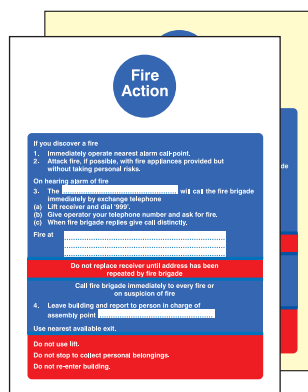 Fire
Action
If you discover a fire
1. Immediately operate nearest alarm call-point.
2. Attack fire, if possible, with fire appliances provided but
without taking personal risks.
On hearing alarm of fire
3. The will call the fire brigade
immediately by exchange telephone
(a) Lift receiver and dial '999'.
(b) Give operator your telephone number and ask for fire.
(c) When fire brigade replies give call distinctly.
Fire at
Do not replace receiver until address has been
repeated by fire brigade
Call fire brigade immediately to every fire or
on suspicion of fire
4. Leave building and report to person in charge of
assembly point
Use nearest available exit.
Do not use lift.
Do not stop to collect personal belongings.
Do not re-enter building.
de